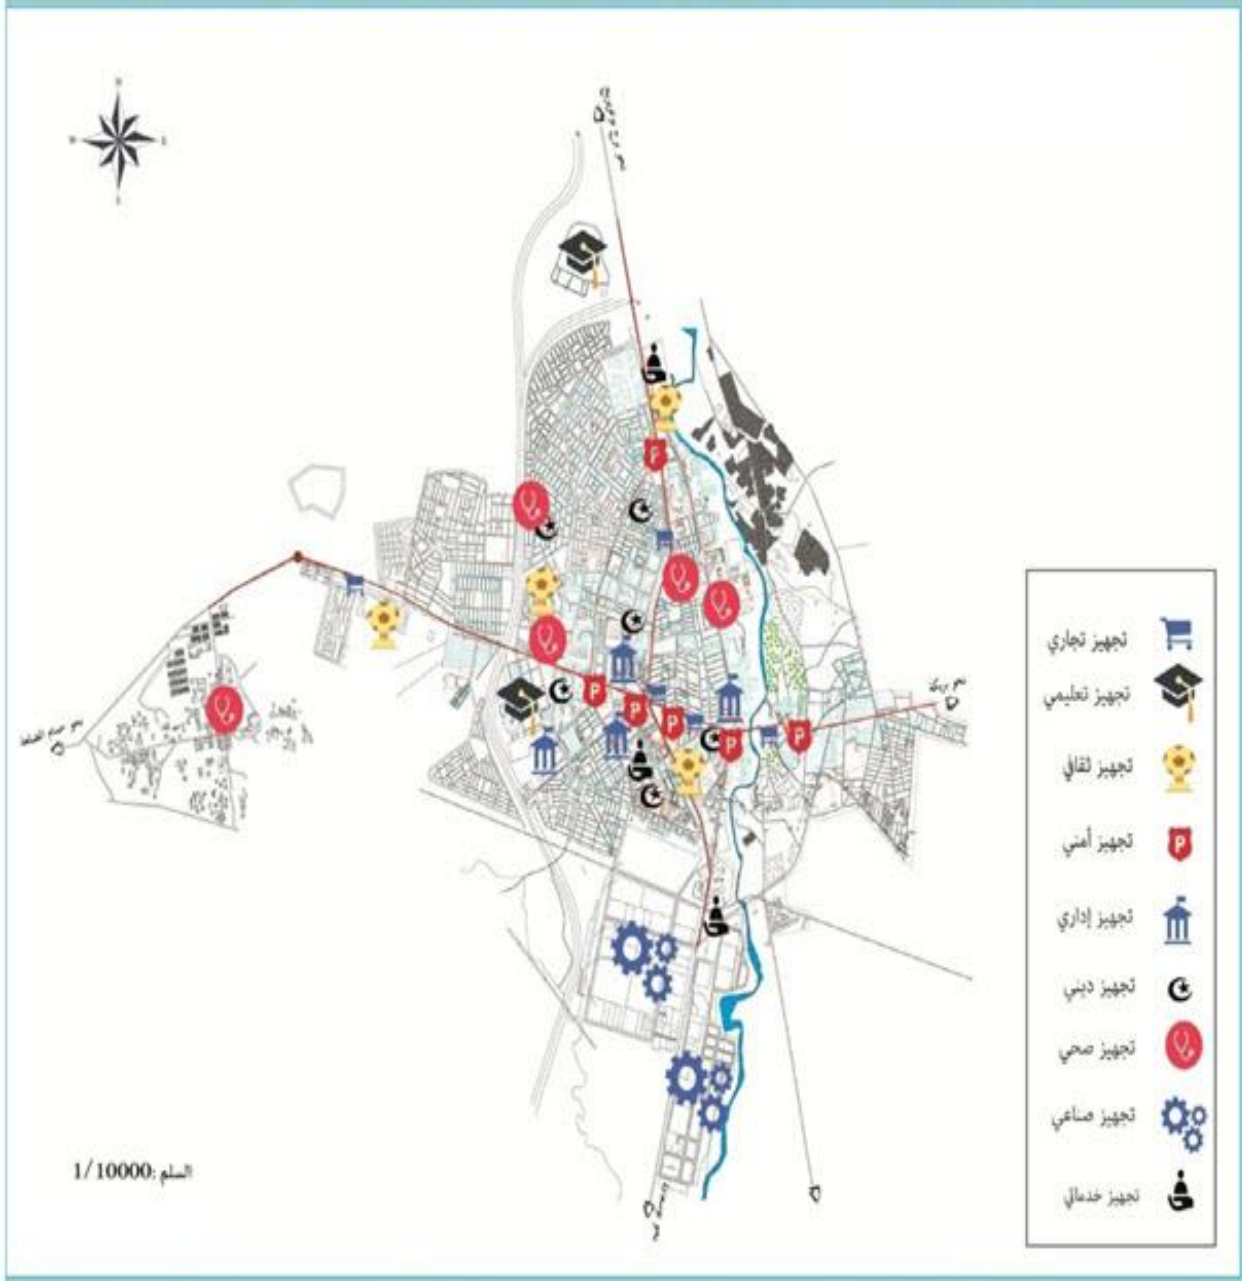 N
تجهيز تجاري
تجهيز تعليمي
تجهيز ثقافي
P
تجهيز أمني
تجهيز إداري
تجهيز ديني
تجهيز صحي
تجهيز صناعي
تجهيز خدماتي
السلم :1/10000